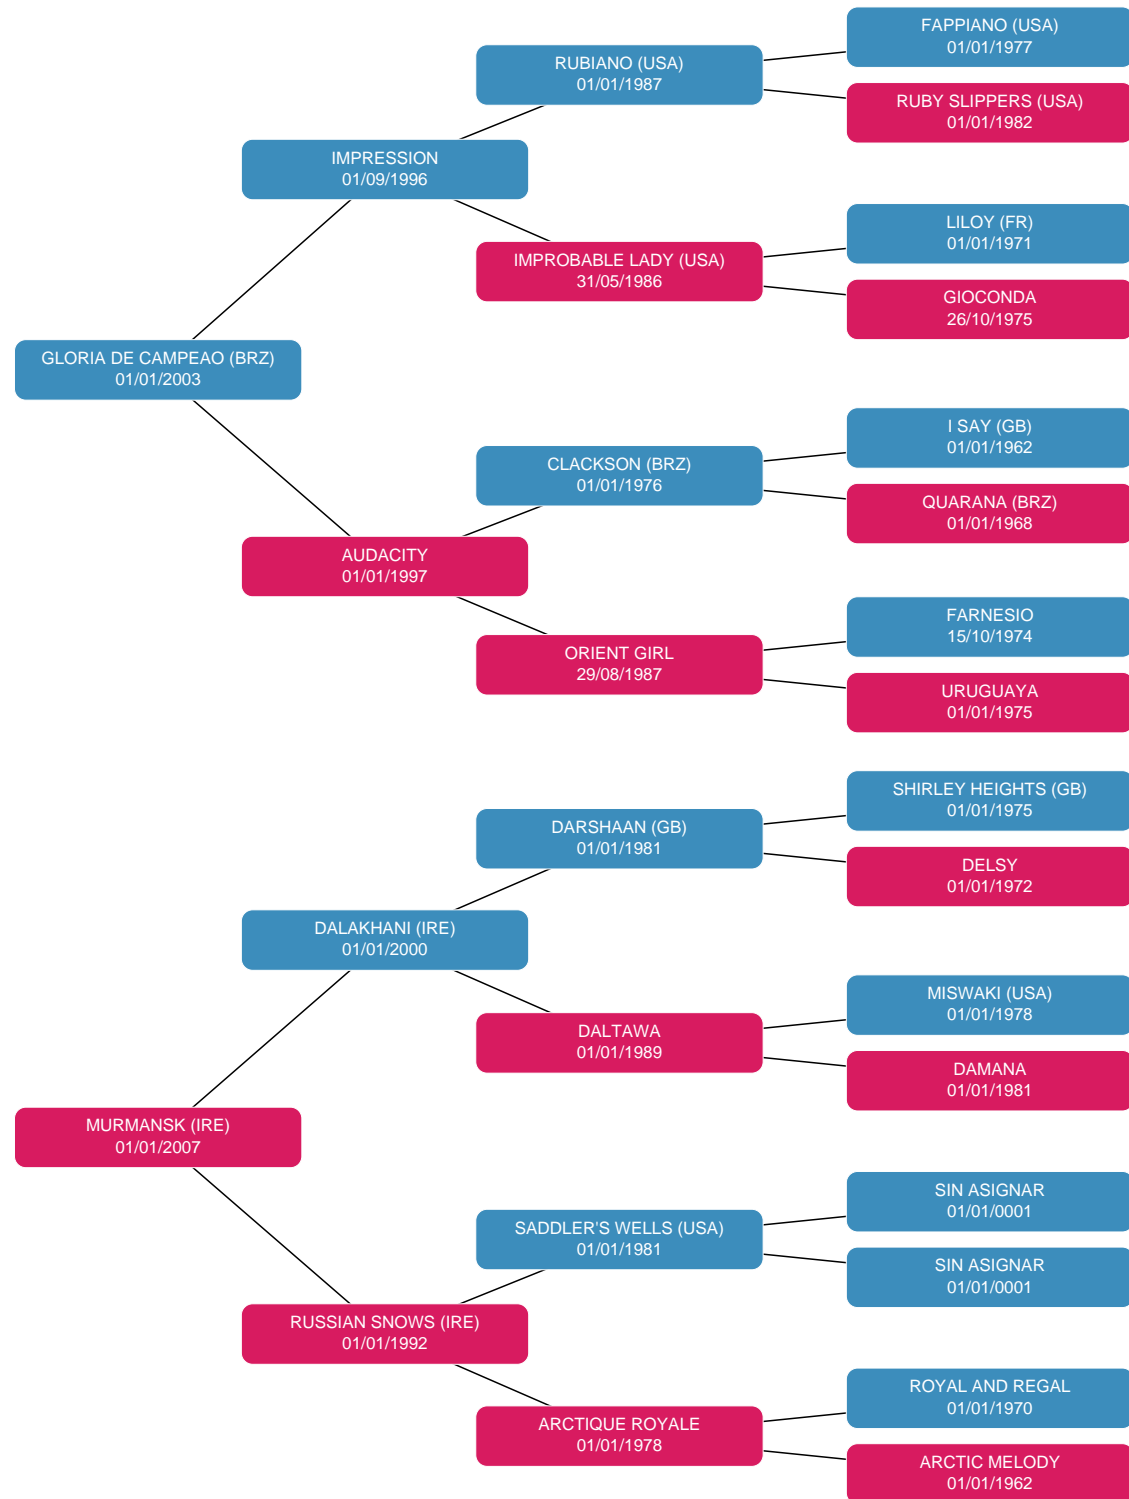 FAPPIANO (USA)
01/01/1977
RUBIANO (USA)
01/01/1987
RUBY SLIPPERS (USA)
01/01/1982
IMPRESSION
01/09/1996
LILOY (FR)
01/01/1971
IMPROBABLE LADY (USA)
31/05/1986
GIOCONDA
26/10/1975
GLORIA DE CAMPEAO (BRZ)
01/01/2003
I SAY (GB)
01/01/1962
CLACKSON (BRZ)
01/01/1976
QUARANA (BRZ)
01/01/1968
AUDACITY
01/01/1997
FARNESIO
15/10/1974
ORIENT GIRL
29/08/1987
URUGUAYA
01/01/1975
SHIRLEY HEIGHTS (GB)
01/01/1975
DARSHAAN (GB)
01/01/1981
DELSY
01/01/1972
DALAKHANI (IRE)
01/01/2000
MISWAKI (USA)
01/01/1978
DALTAWA
01/01/1989
DAMANA
01/01/1981
MURMANSK (IRE)
01/01/2007
SIN ASIGNAR
01/01/0001
SADDLER'S WELLS (USA)
01/01/1981
SIN ASIGNAR
01/01/0001
RUSSIAN SNOWS (IRE)
01/01/1992
ROYAL AND REGAL
01/01/1970
ARCTIQUE ROYALE
01/01/1978
ARCTIC MELODY
01/01/1962